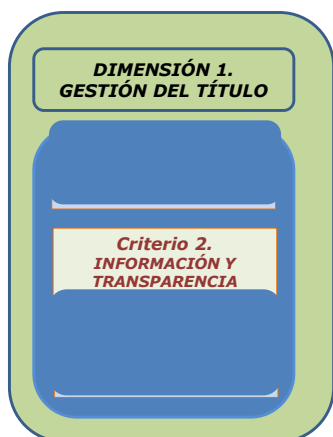 DIMENSIÓN 1.
GESTIÓN DEL TÍTULO
Criterio 2.
INFORMACIÓN Y
TRANSPARENCIA